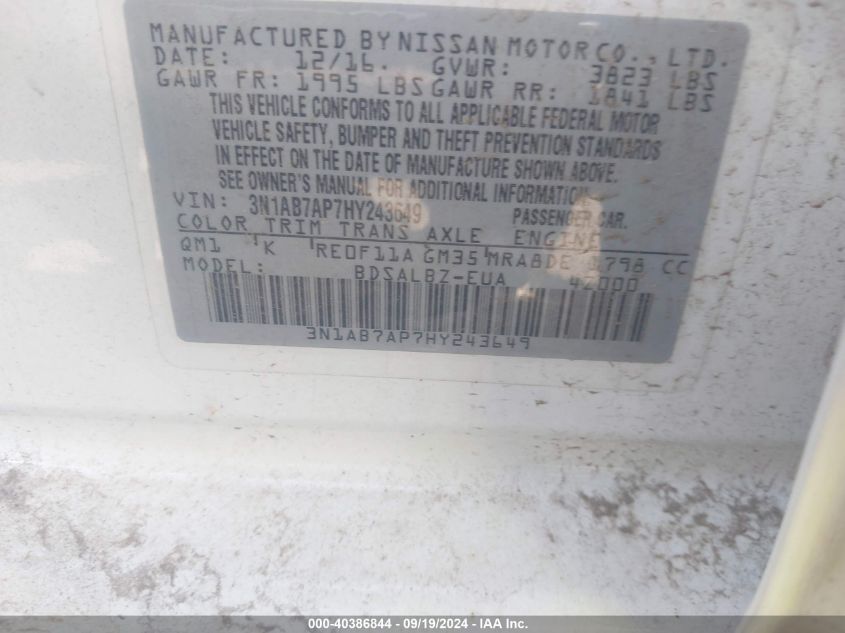 MANUFACTURED BY NISSAN MOTOR CO., LTD.
DATE: 12/16. GVWR: 3823 LBS
GAWR FR: 1995 LBS GAWR RR: 1841 LBS
THIS VEHICLE CONFORMS TO ALL APPLICABLE FEDERAL MOTOR
VEHICLE SAFETY, BUMPER AND THEFT PREVENTION STANDARDS
IN EFFECT ON THE DATE OF MANUFACTURE SHOWN ABOVE.
SEE OWNER'S MANUAL FOR ADDITIONAL INFORMATION.
VIN: 3N1AB7AP7HY243649 PASSENGER CAR.
COLOR TRIM TRANS AXLE ENGINE
QM1 K RE0F11A GM35 MRA8DE 1798 CC
MODEL: BDSALBZ-EUA 42000
3N1AB7AP7HY243649
000-40386844 - 09/19/2024 - IAA Inc.